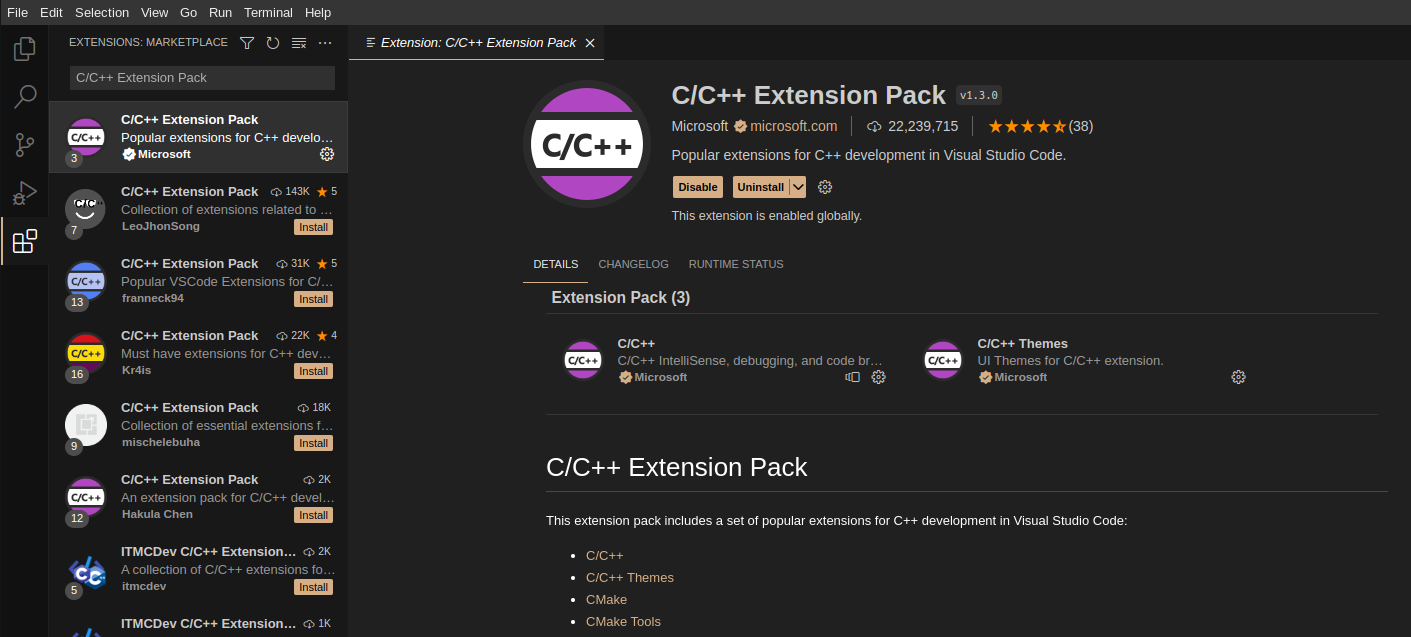 File Edit Selection View Go Run Terminal Help
EXTENSIONS: MARKETPLACE
C/C++ Extension Pack
C/C++ Extension Pack
Popular extensions for C++ develo…
Microsoft
3
C/C++
C/C++ Extension Pack 143K 5
Collection of extensions related to …
LeoJhonSong Install
7
C/C++
C/C++ Extension Pack 31K 5
Popular VSCode Extensions for C/…
franneck94 Install
13
C/C++
C/C++ Extension Pack 22K 4
Must have extensions for C++ dev…
Kr4is Install
16
C/C++
C/C++ Extension Pack 18K
Collection of essential extensions f…
mischelebuha Install
9
C/C++ Extension Pack 2K
An extension pack for C/C++ devel…
Hakula Chen Install
12
C/C++
ITMCDev C/C++ Extension… 2K
A collection of C/C++ extensions fo…
itmcdev Install
5
ITMCDev C/C++ Extension… 1K
Extension: C/C++ Extension Pack
C/C++
C/C++ Extension Pack v1.3.0
Microsoft microsoft.com 22,239,715 (38)
Popular extensions for C++ development in Visual Studio Code.
Disable Uninstall
This extension is enabled globally.
DETAILS CHANGELOG RUNTIME STATUS
Extension Pack (3)
C/C++
C/C++
C/C++ IntelliSense, debugging, and code br…
Microsoft
C/C++
C/C++ Themes
UI Themes for C/C++ extension.
Microsoft
C/C++ Extension Pack
This extension pack includes a set of popular extensions for C++ development in Visual Studio Code:
• C/C++
• C/C++ Themes
• CMake
• CMake Tools